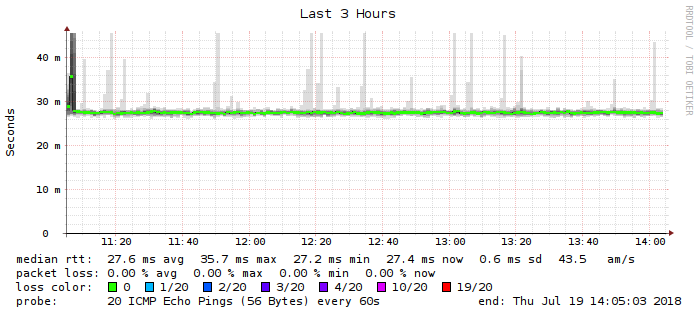 Last 3 Hours
RRDTOOL / TOBI OETIKER
Seconds
40 m
30 m
20 m
10 m
0
11:20 11:40 12:00 12:20 12:40 13:00 13:20 13:40 14:00
median rtt: 27.6 ms avg 35.7 ms max 27.2 ms min 27.4 ms now 0.6 ms sd 43.5 am/s
packet loss: 0.00 % avg 0.00 % max 0.00 % min 0.00 % now
loss color: 0 1/20 2/20 3/20 4/20 10/20 19/20
probe: 20 ICMP Echo Pings (56 Bytes) every 60s end: Thu Jul 19 14:05:03 2018